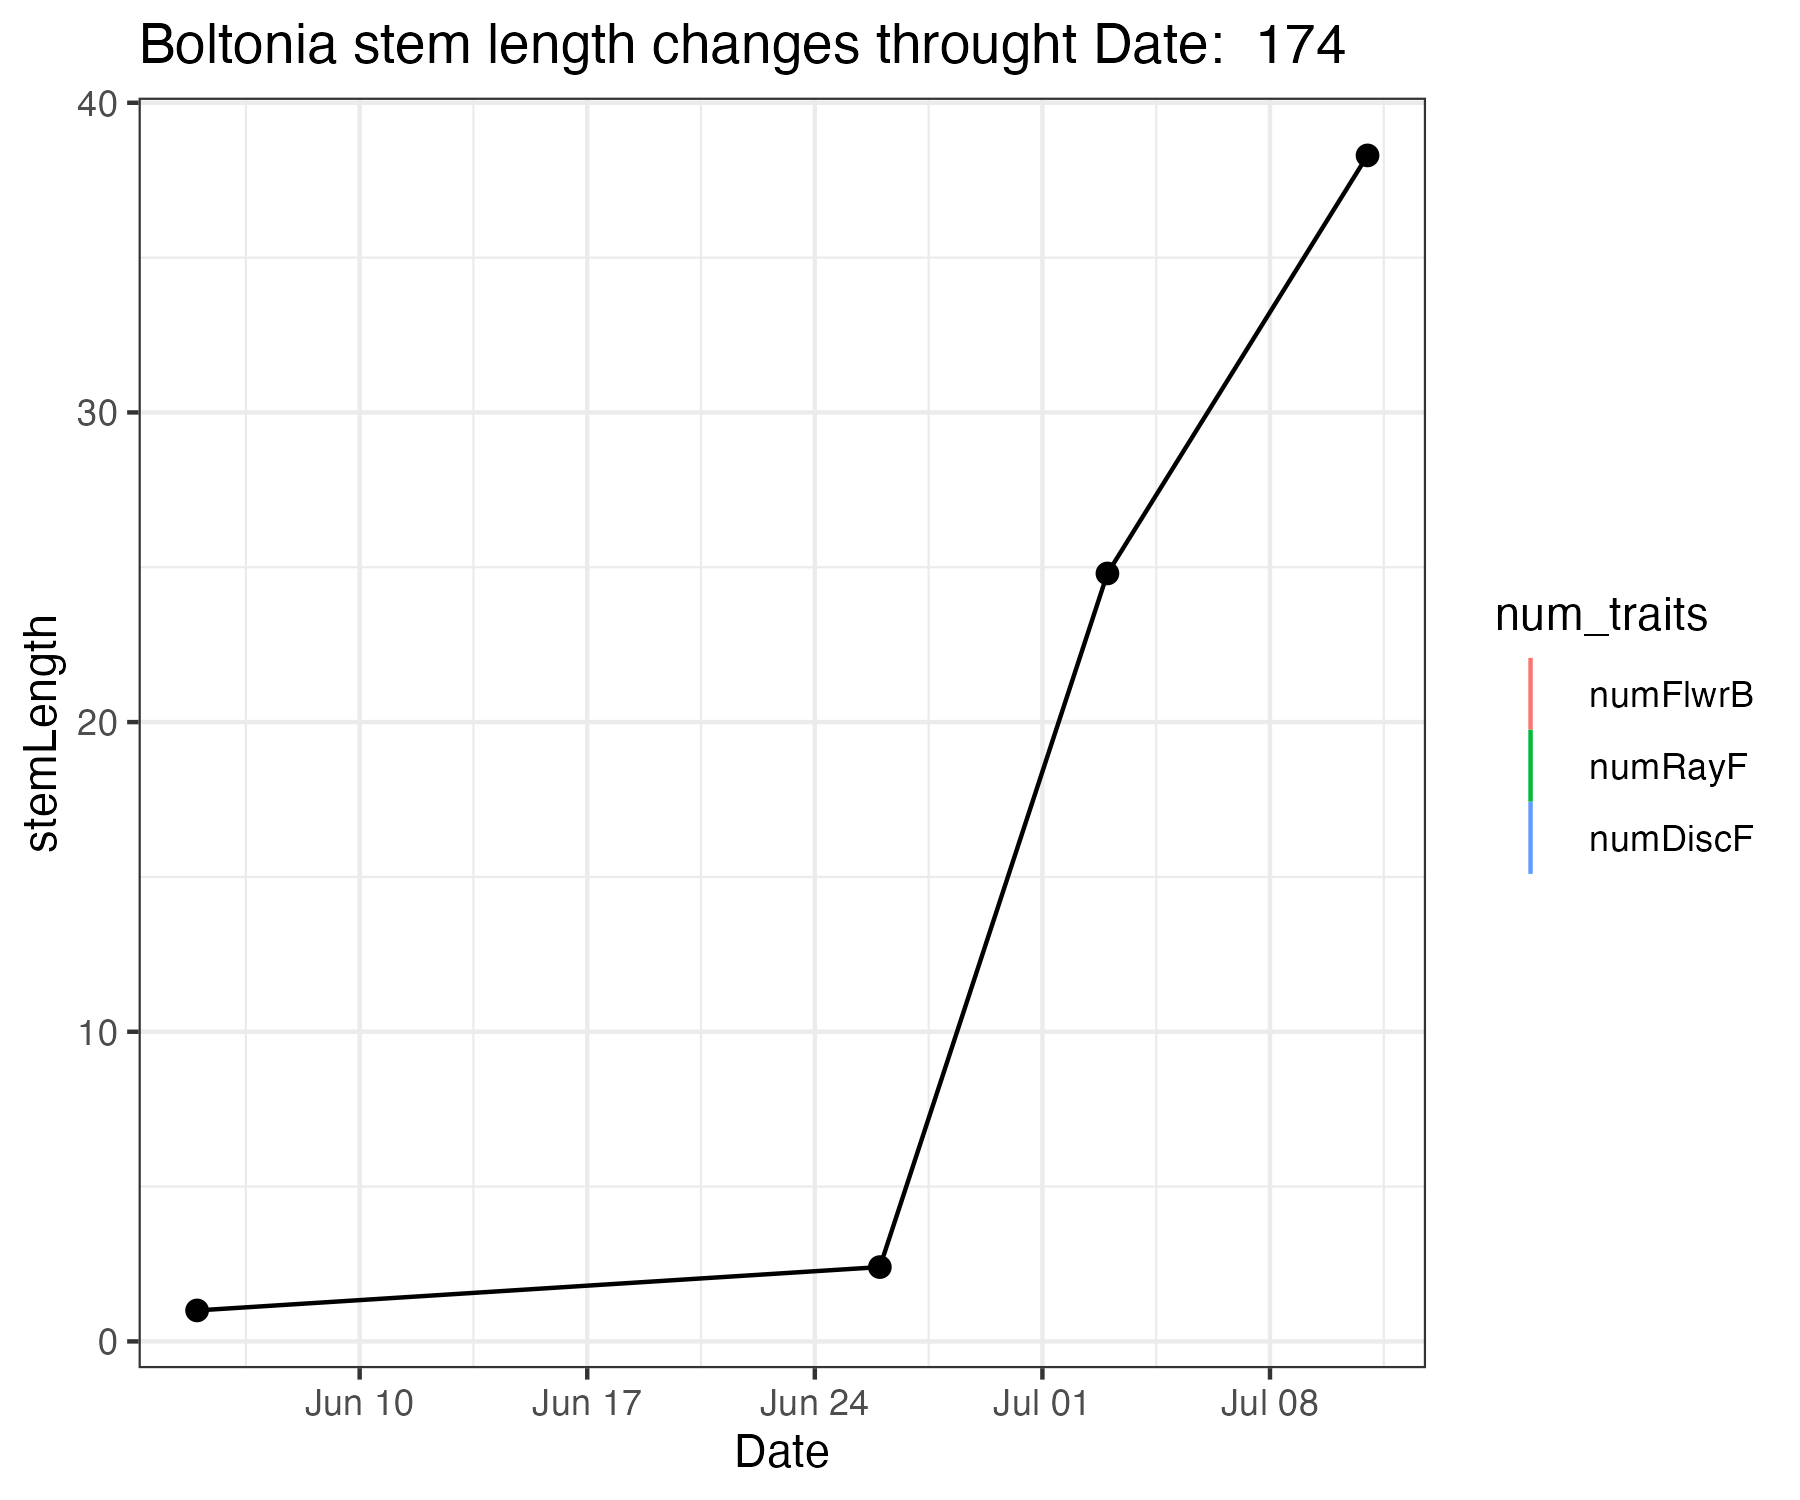 Boltonia stem length changes throught Date:  174
40
30
20
10
0
stemLength
Jun 10
Jun 17
Jun 24
Jul 01
Jul 08
Date
num_traits
numFlwrB
numRayF
numDiscF